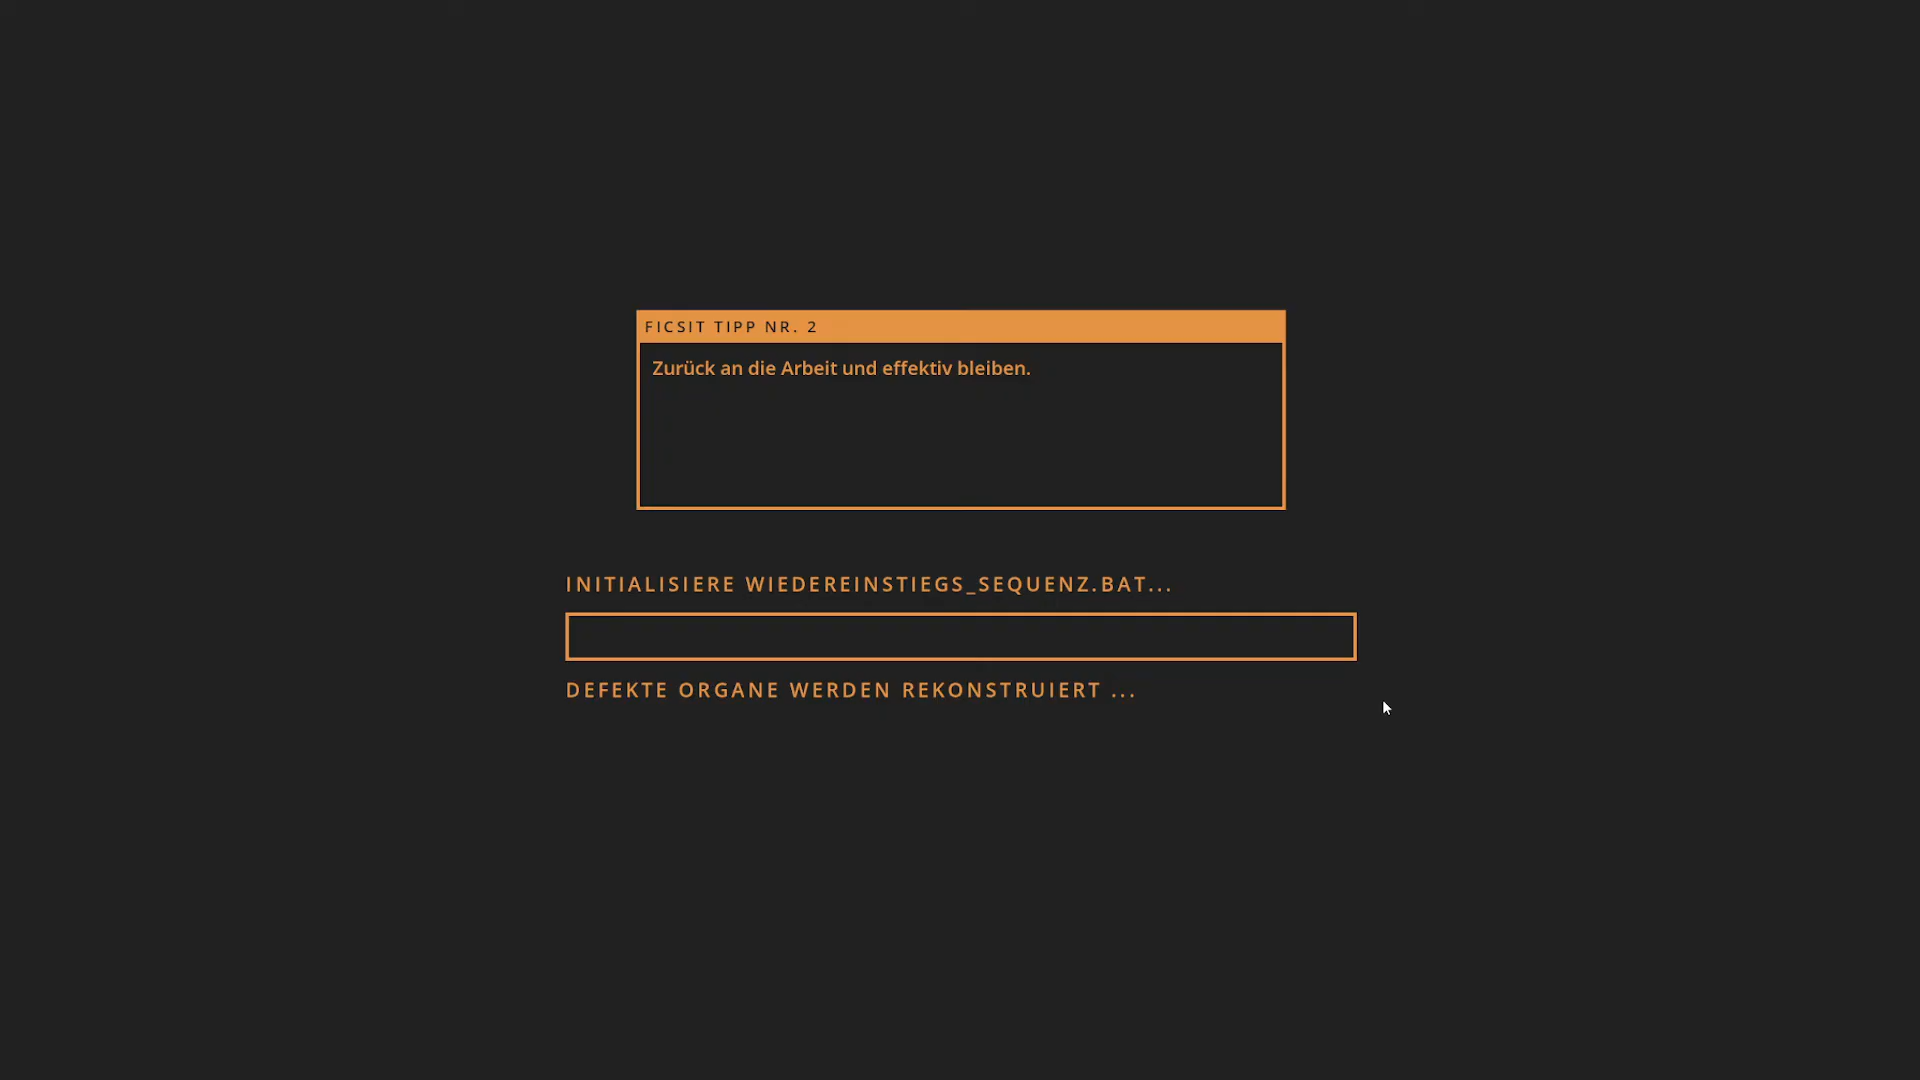 FICSIT TIPP NR. 2
Zurück an die Arbeit und effektiv bleiben.
INITIALISIERE WIEDEREINSTIEGS_SEQUENZ.BAT...
DEFEKTE ORGANE WERDEN REKONSTRUIERT ...